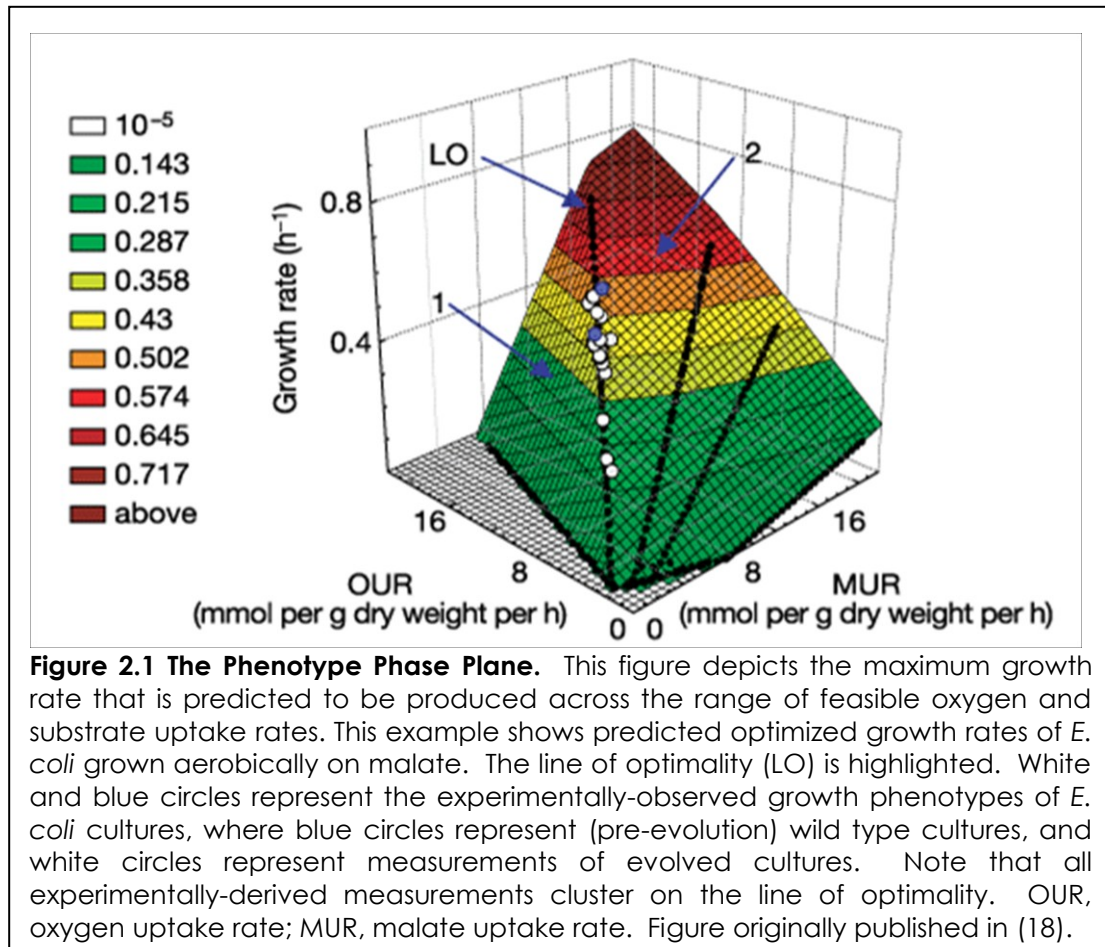 10⁻⁵
0.143
0.215
0.287
0.358
0.43
0.502
0.574
0.645
0.717
above
LO
2
1
0.8
0.4
Growth rate (h⁻¹)
16
8
0
OUR
(mmol per g dry weight per h)
16
8
0
MUR
(mmol per g dry weight per h)
Figure 2.1 The Phenotype Phase Plane. This figure depicts the maximum growth
rate that is predicted to be produced across the range of feasible oxygen and
substrate uptake rates. This example shows predicted optimized growth rates of E.
coli grown aerobically on malate. The line of optimality (LO) is highlighted. White
and blue circles represent the experimentally-observed growth phenotypes of E.
coli cultures, where blue circles represent (pre-evolution) wild type cultures, and
white circles represent measurements of evolved cultures. Note that all
experimentally-derived measurements cluster on the line of optimality. OUR,
oxygen uptake rate; MUR, malate uptake rate. Figure originally published in (18).